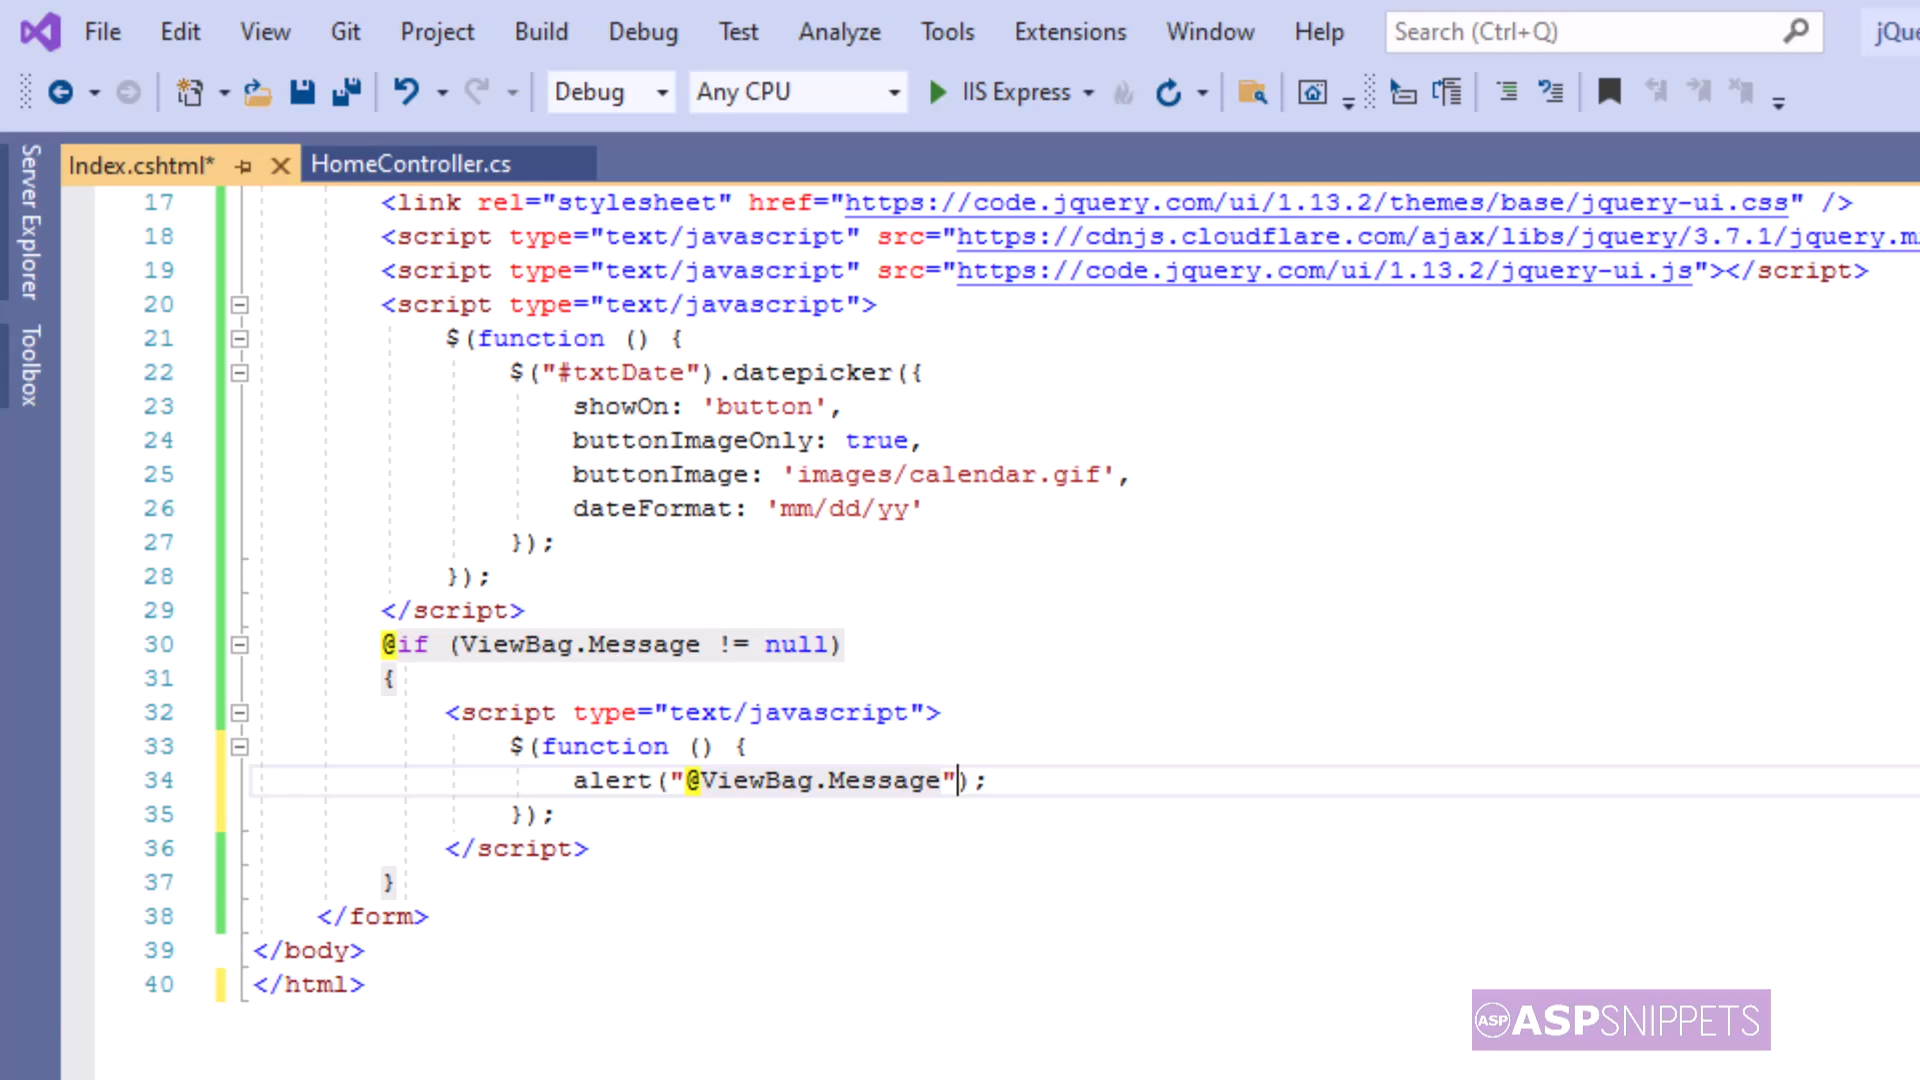 File Edit View Git Project Build Debug Test Analyze Tools Extensions Window Help Search (Ctrl+Q)
Debug Any CPU IIS Express
Server Explorer
Toolbox
Index.cshtml* HomeController.cs
17 <link rel="stylesheet" href="https://code.jquery.com/ui/1.13.2/themes/base/jquery-ui.css" />
18 <script type="text/javascript" src="https://cdnjs.cloudflare.com/ajax/libs/jquery/3.7.1/jquery.m
19 <script type="text/javascript" src="https://code.jquery.com/ui/1.13.2/jquery-ui.js"></script>
20 <script type="text/javascript">
21 $(function () {
22 $("#txtDate").datepicker({
23 showOn: 'button',
24 buttonImageOnly: true,
25 buttonImage: 'images/calendar.gif',
26 dateFormat: 'mm/dd/yy'
27 });
28 });
29 </script>
30 @if (ViewBag.Message != null)
31 {
32 <script type="text/javascript">
33 $(function () {
34 alert("@ViewBag.Message");
35 });
36 </script>
37 }
38 </form>
39 </body>
40 </html>
ASP ASPSNIPPETS